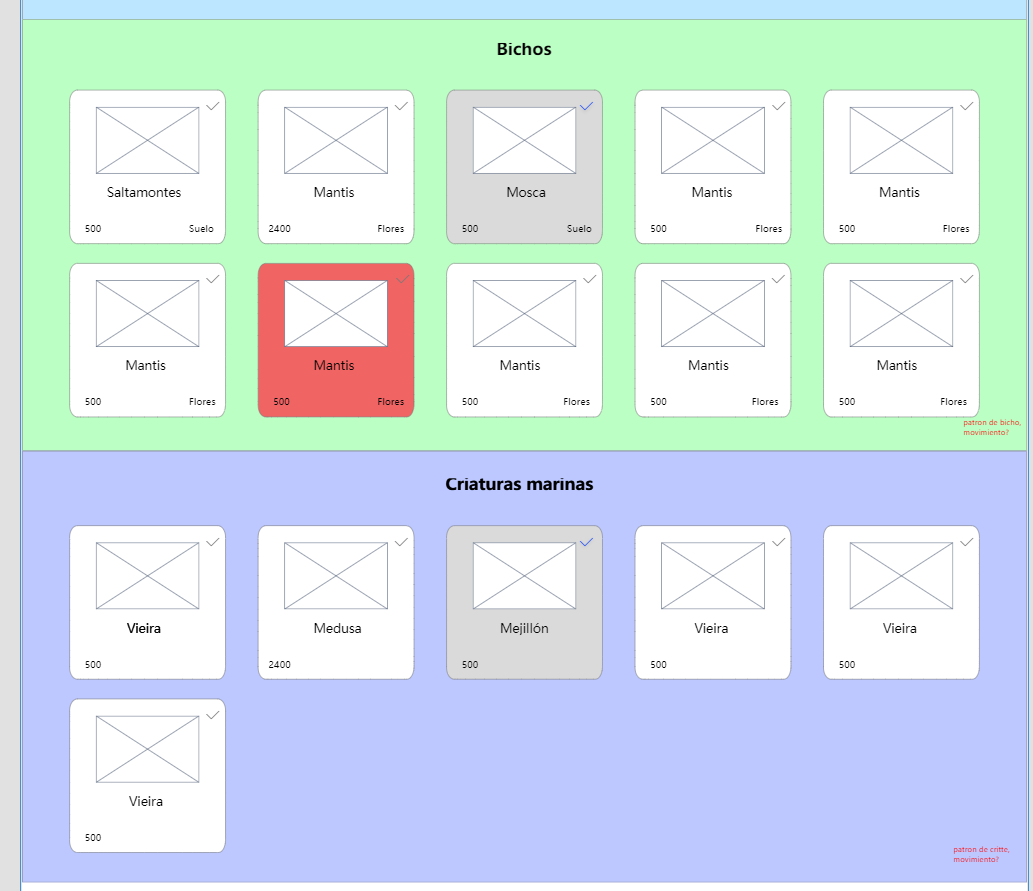 Bichos
Saltamontes
500 Suelo
Mantis
2400 Flores
Mosca
500 Suelo
Mantis
500 Flores
Mantis
500 Flores
Mantis
500 Flores
Mantis
500 Flores
Mantis
500 Flores
Mantis
500 Flores
Mantis
500 Flores
patron de bicho,
movimiento?
Criaturas marinas
Vieira
500
Medusa
2400
Mejillón
500
Vieira
500
Vieira
500
Vieira
500
patron de critte,
movimiento?